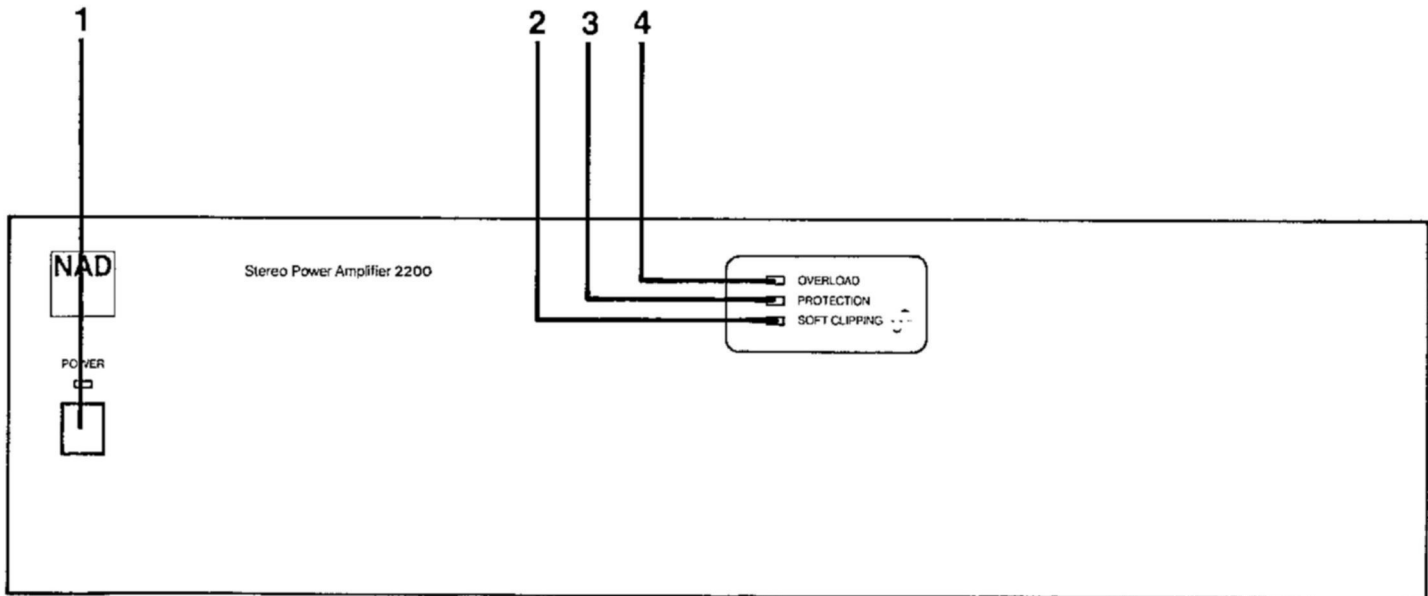 1 2 3 4
NAD
Stereo Power Amplifier 2200
OVERLOAD
PROTECTION
SOFT CLIPPING
POWER